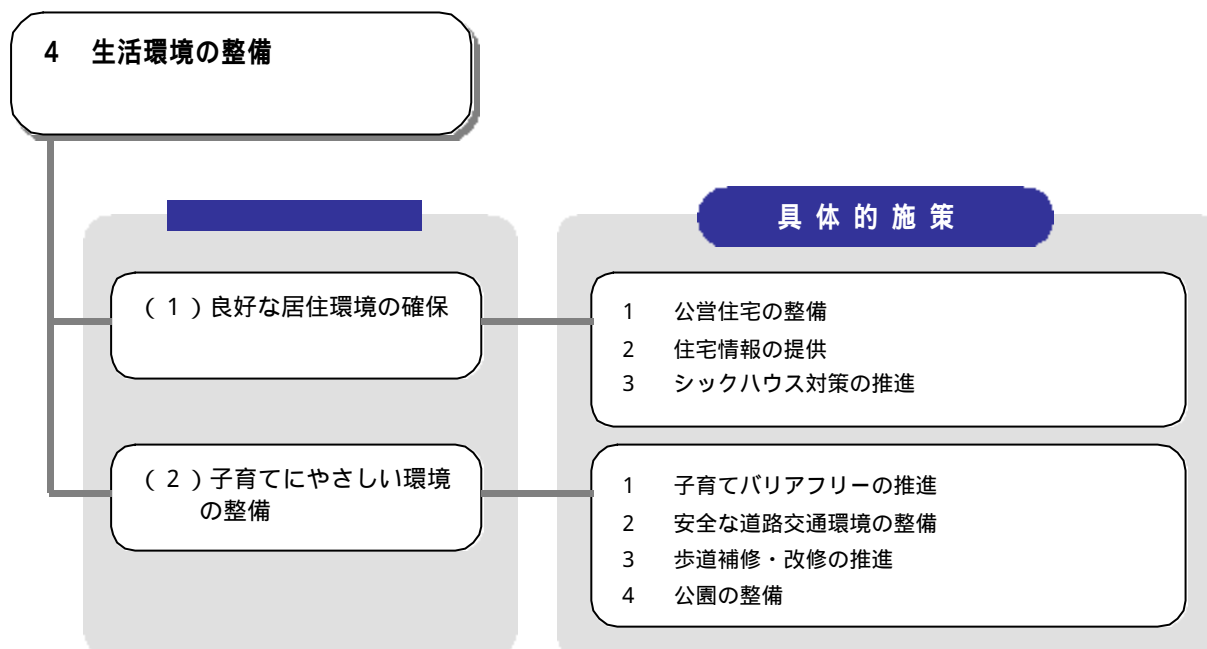 4 生活環境の整備
具体的施策
(1)良好な居住環境の確保
1 公営住宅の整備
2 住宅情報の提供
3 シックハウス対策の推進
(2)子育てにやさしい環境
の整備
1 子育てバリアフリーの推進
2 安全な道路交通環境の整備
3 歩道補修・改修の推進
4 公園の整備